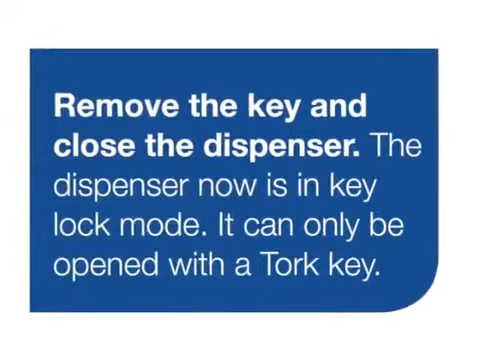 Remove the key and
close the dispenser. The
dispenser now is in key
lock mode. It can only be
opened with a Tork key.